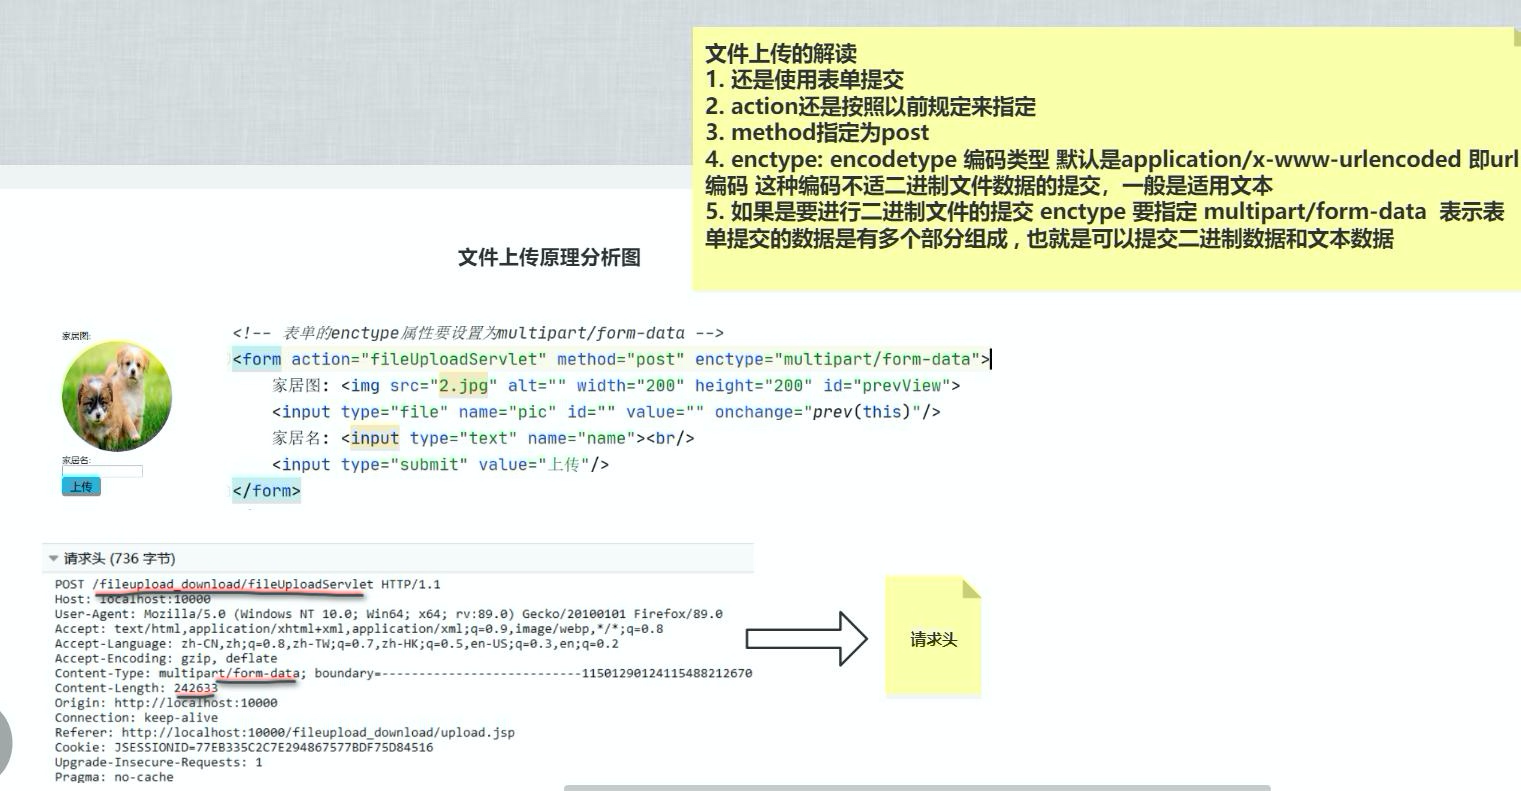 文件上传的解读
1. 还是使用表单提交
2. action还是按照以前规定来指定
3. method指定为post
4. enctype: encodetype 编码类型 默认是application/x-www-urlencoded 即url
编码 这种编码不适二进制文件数据的提交，一般是适用文本
5. 如果是要进行二进制文件的提交 enctype 要指定 multipart/form-data 表示表
单提交的数据是有多个部分组成 , 也就是可以提交二进制数据和文本数据
文件上传原理分析图
家居图:
家居名:
上传
<!-- 表单的enctype属性要设置为multipart/form-data -->
<form action="fileUploadServlet" method="post" enctype="multipart/form-data">
家居图: <img src="2.jpg" alt="" width="200" height="200" id="prevView">
<input type="file" name="pic" id="" value="" onchange="prev(this)"/>
家居名: <input type="text" name="name"><br/>
<input type="submit" value="上传"/>
</form>
请求头 (736 字节)
POST /fileupload_download/fileUploadServlet HTTP/1.1
Host: localhost:10000
User-Agent: Mozilla/5.0 (Windows NT 10.0; Win64; x64; rv:89.0) Gecko/20100101 Firefox/89.0
Accept: text/html,application/xhtml+xml,application/xml;q=0.9,image/webp,*/*;q=0.8
Accept-Language: zh-CN,zh;q=0.8,zh-TW;q=0.7,zh-HK;q=0.5,en-US;q=0.3,en;q=0.2
Accept-Encoding: gzip, deflate
Content-Type: multipart/form-data; boundary=---------------------------11501290124115488212670
Content-Length: 242633
Origin: http://localhost:10000
Connection: keep-alive
Referer: http://localhost:10000/fileupload_download/upload.jsp
Cookie: JSESSIONID=77EB335C2C7E294867577BDF75D84516
Upgrade-Insecure-Requests: 1
Pragma: no-cache
请求头